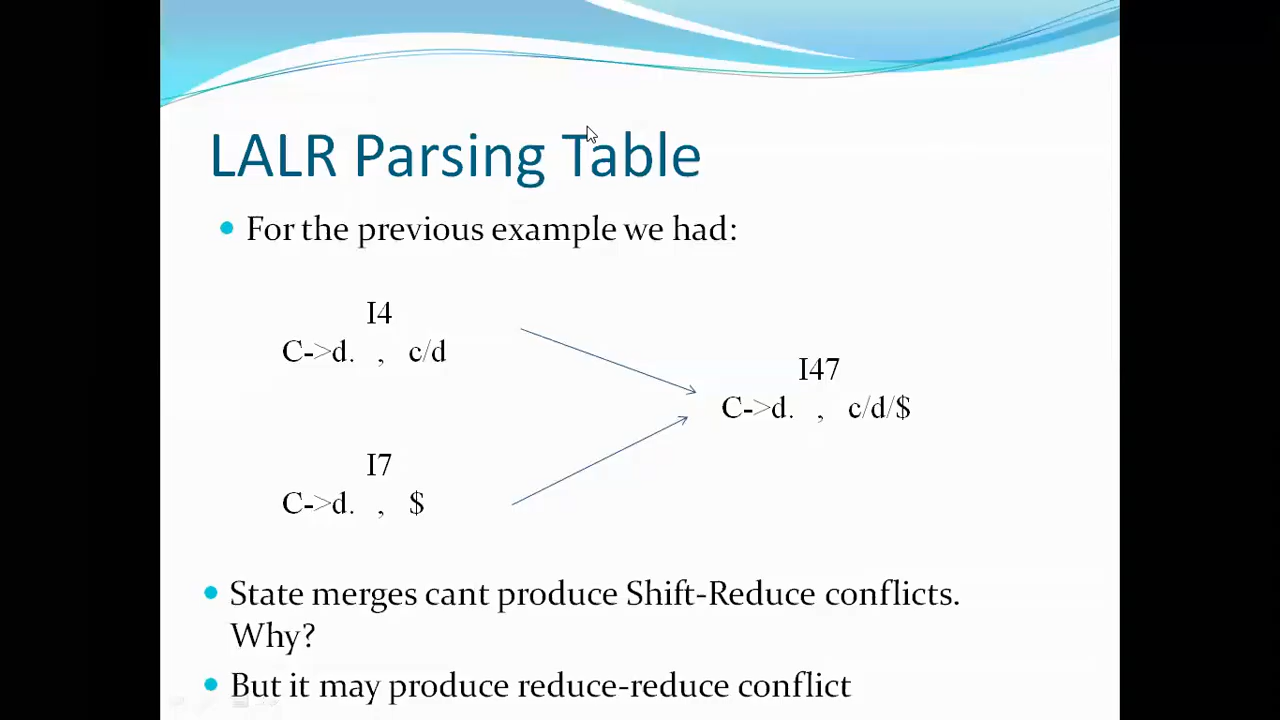 LALR Parsing Table
For the previous example we had:
I4
C->d. , c/d
I47
C->d. , c/d/$
I7
C->d. , $
State merges cant produce Shift-Reduce conflicts.
Why?
But it may produce reduce-reduce conflict